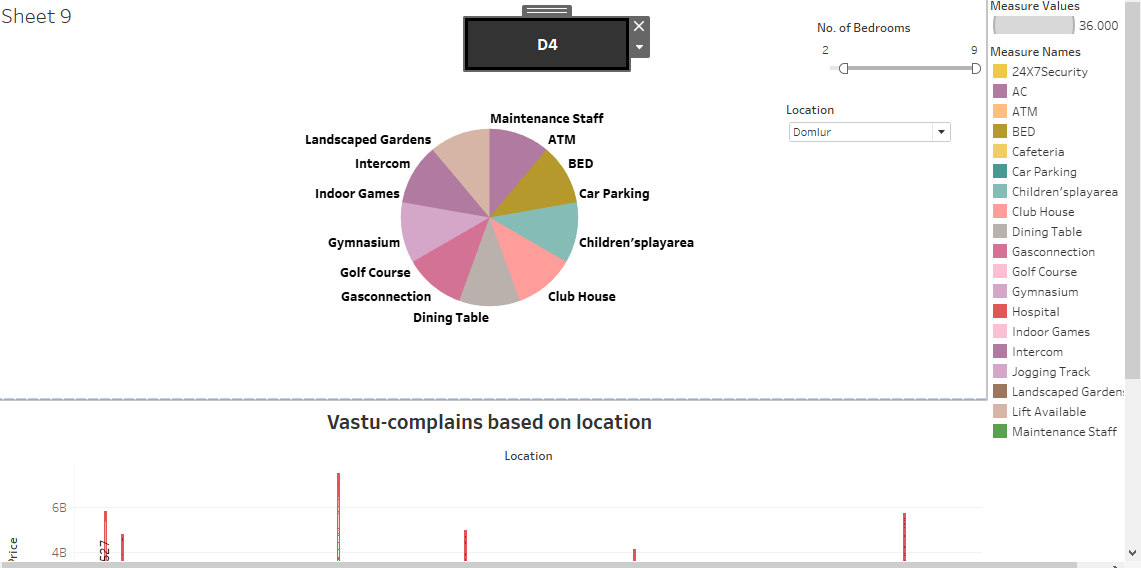 Sheet 9
D4
No. of Bedrooms
2
9
Location
Domlur
Maintenance Staff
Landscaped Gardens
ATM
Intercom
BED
Indoor Games
Car Parking
Gymnasium
Children'splayarea
Golf Course
Gasconnection
Club House
Dining Table
Measure Values
36.000
Measure Names
24X7Security
AC
ATM
BED
Cafeteria
Car Parking
Children'splayarea
Club House
Dining Table
Gasconnection
Golf Course
Gymnasium
Hospital
Indoor Games
Intercom
Jogging Track
Landscaped Gardens
Lift Available
Maintenance Staff
Vastu-complains based on location
Location
6B
4B
Price
527